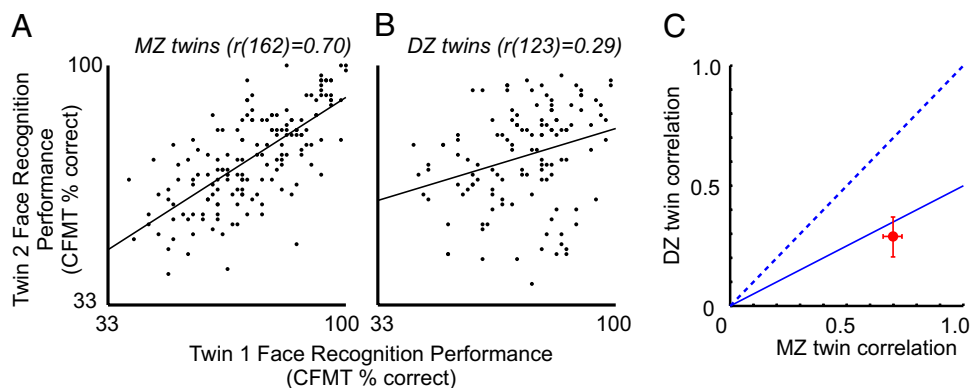 A
MZ twins (r(162)=0.70)
B
DZ twins (r(123)=0.29)
C
Twin 2 Face Recognition
Performance
(CFMT % correct)
100
33
33
100
33
100
Twin 1 Face Recognition Performance
(CFMT % correct)
DZ twin correlation
1.0
0.5
0
0
0.5
1.0
MZ twin correlation